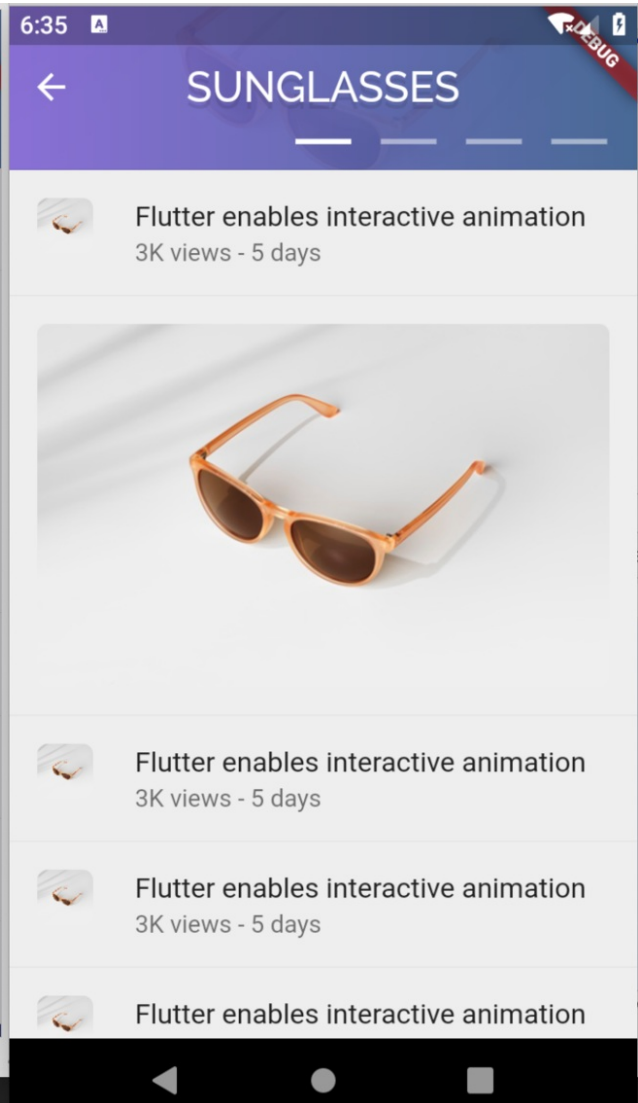 6:35
A
DEBUG
SUNGLASSES
Flutter enables interactive animation
3K views - 5 days
Flutter enables interactive animation
3K views - 5 days
Flutter enables interactive animation
3K views - 5 days
Flutter enables interactive animation